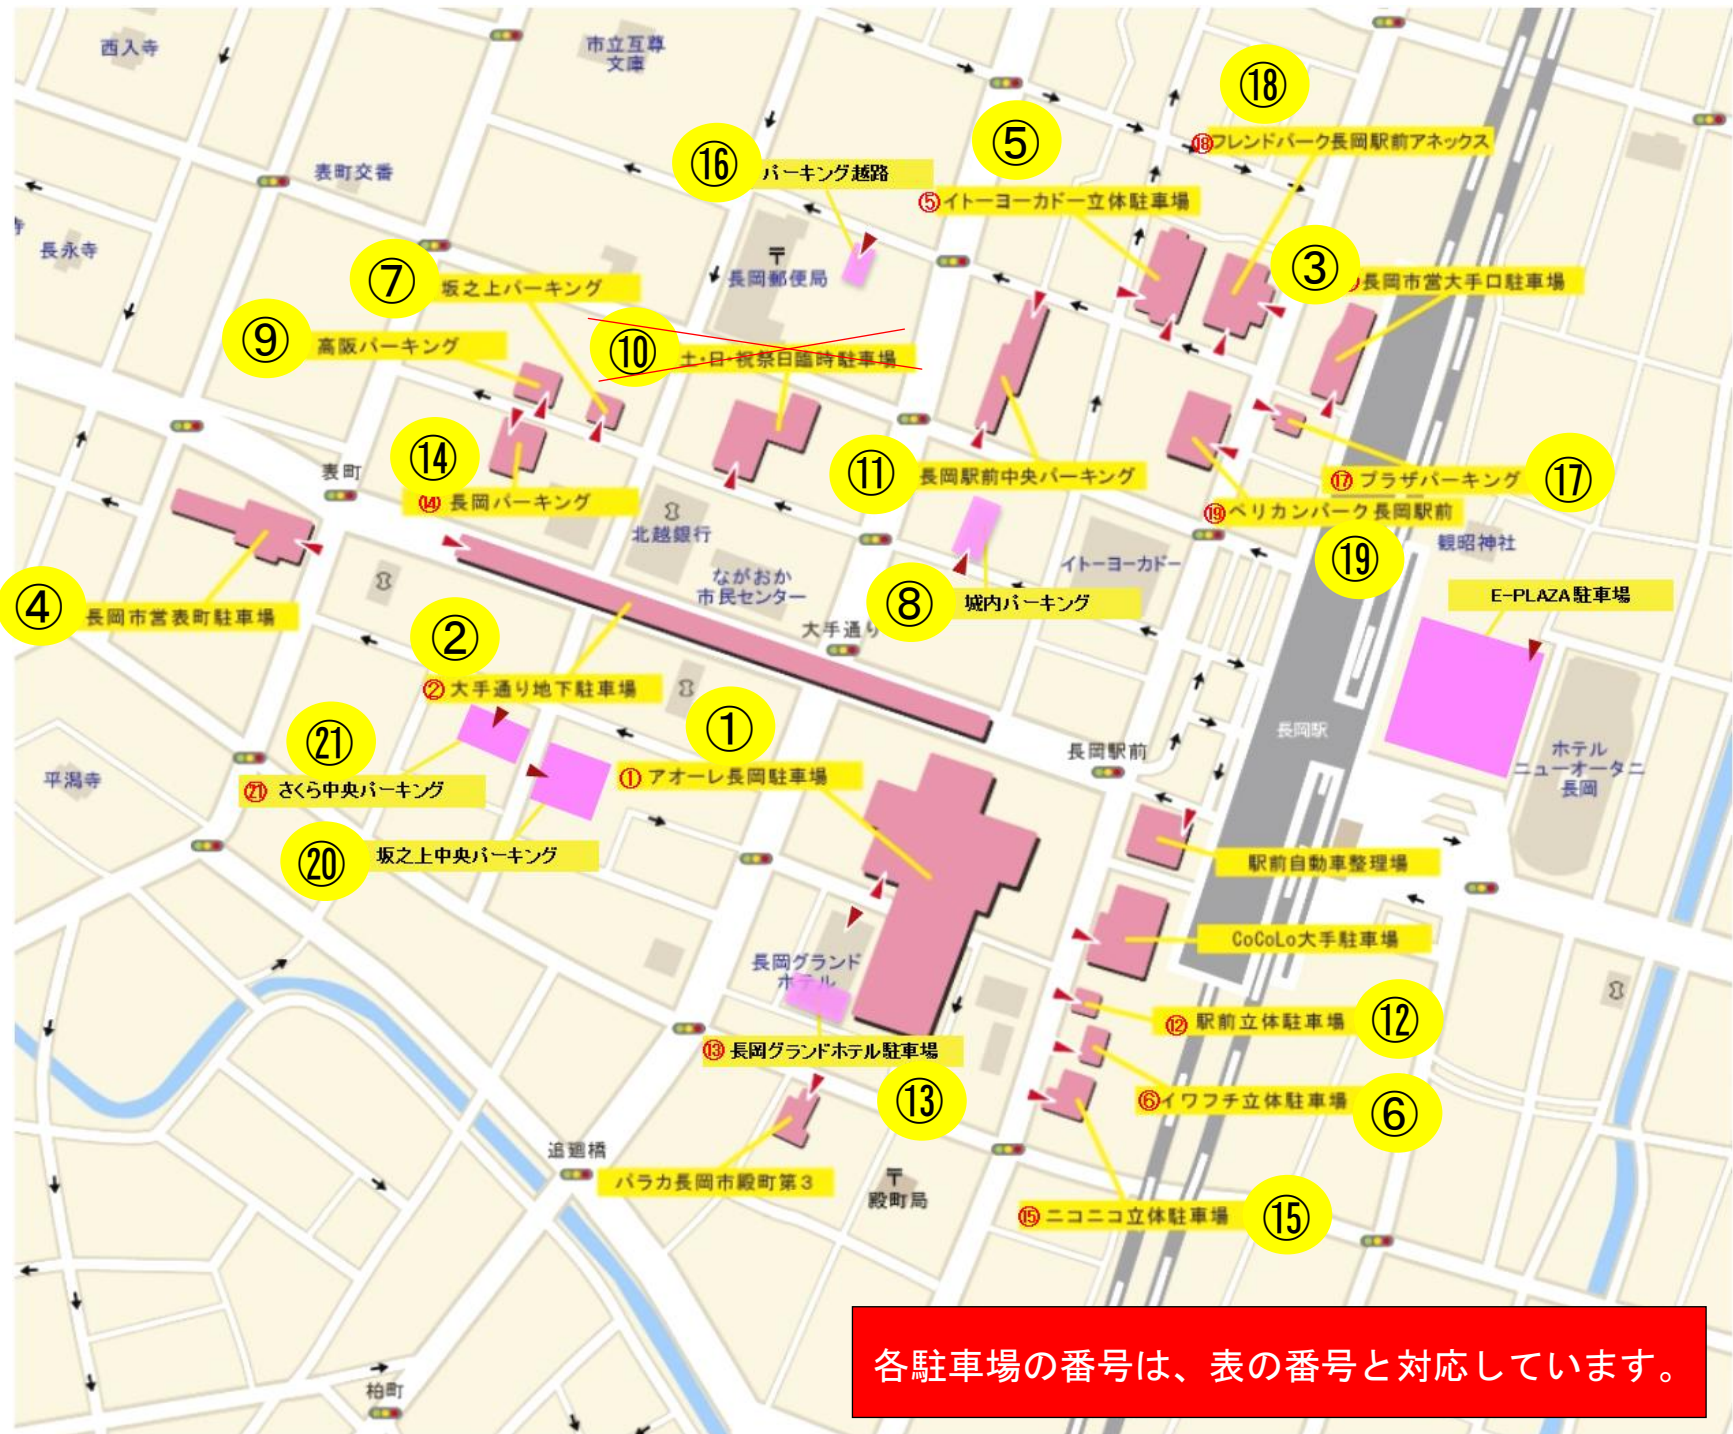 西入寺
市立互尊
文庫
⑱
⑱フレンドパーク長岡駅前アネックス
⑤
⑤イトーヨーカドー立体駐車場
⑯
パーキング越路
表町交番
寺
長永寺
〒
長岡郵便局
③
長岡市営大手口駐車場
⑦
坂之上パーキング
⑨
高阪パーキング
⑩
土・日・祝祭日臨時駐車場
⑭
⑭ 長岡パーキング
表町
⑪
長岡駅前中央パーキング
⑰ プラザパーキング
⑰
⑲ペリカンパーク長岡駅前
⑲
観昭神社
北越銀行
ながおか
市民センター
イトーヨーカドー
④
長岡市営表町駐車場
⑧
城内パーキング
E-PLAZA駐車場
大手通り
②
②大手通り地下駐車場
①
①アオーレ長岡駐車場
長岡駅前
長岡駅
ホテル
ニューオータニ
長岡
㉑
㉑ さくら中央パーキング
平潟寺
⑳
坂之上中央パーキング
駅前自動車整理場
CoCoLo大手駐車場
長岡グランド
ホテル
⑫ 駅前立体駐車場
⑫
⑬ 長岡グランドホテル駐車場
⑬
⑥イワフチ立体駐車場
⑥
追廻橋
パラカ長岡市殿町第3
〒
殿町局
⑮ニコニコ立体駐車場
⑮
各駐車場の番号は、表の番号と対応しています。
柏町